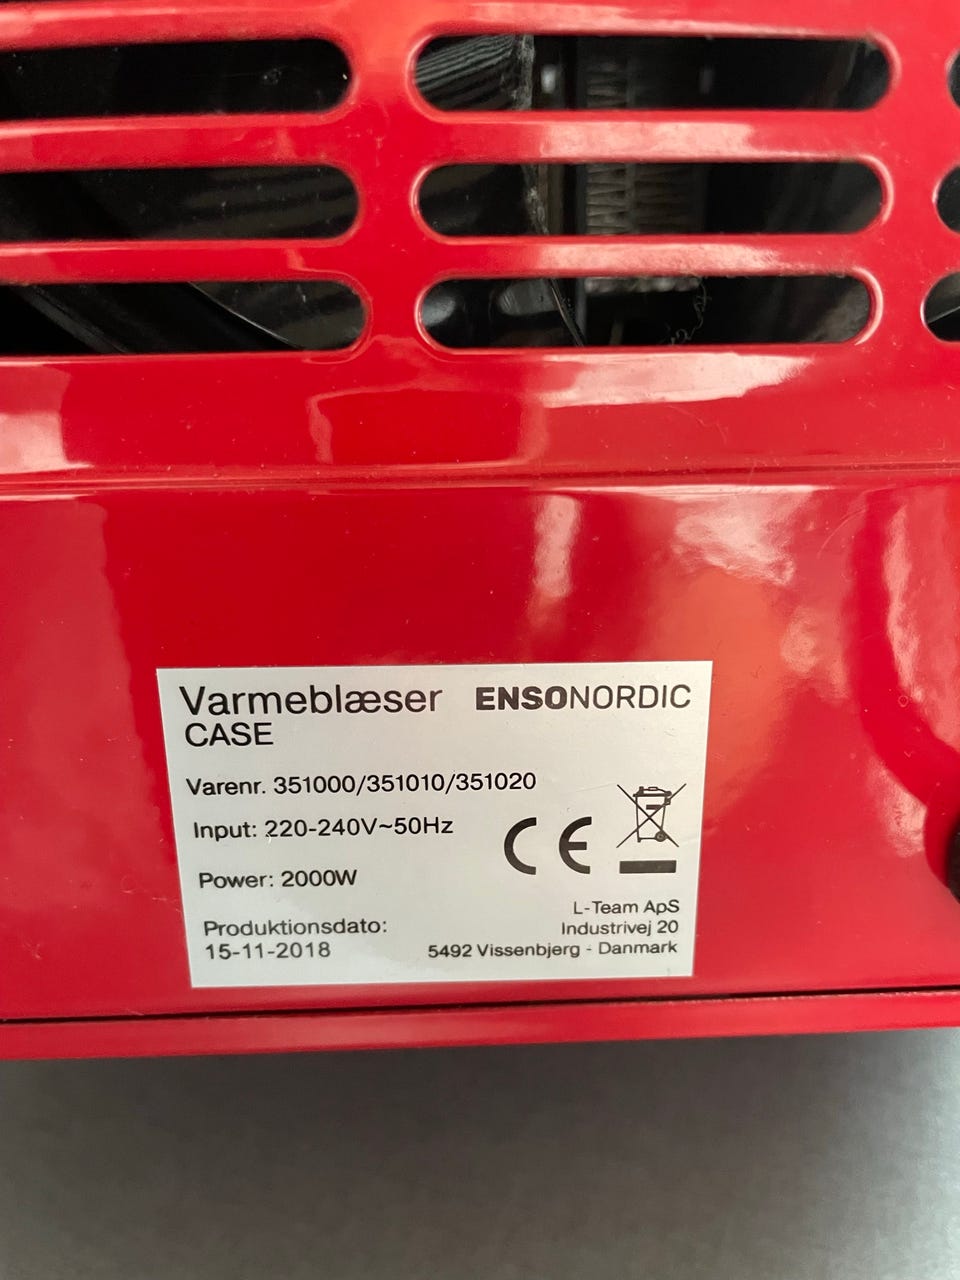 Varmeblæser ENSONORDIC
CASE
Varenr. 351000/351010/351020
Input: 220-240V~50Hz
CE
Power: 2000W
Produktionsdato:
15-11-2018
L-Team ApS
Industrivej 20
5492 Vissenbjerg - Danmark